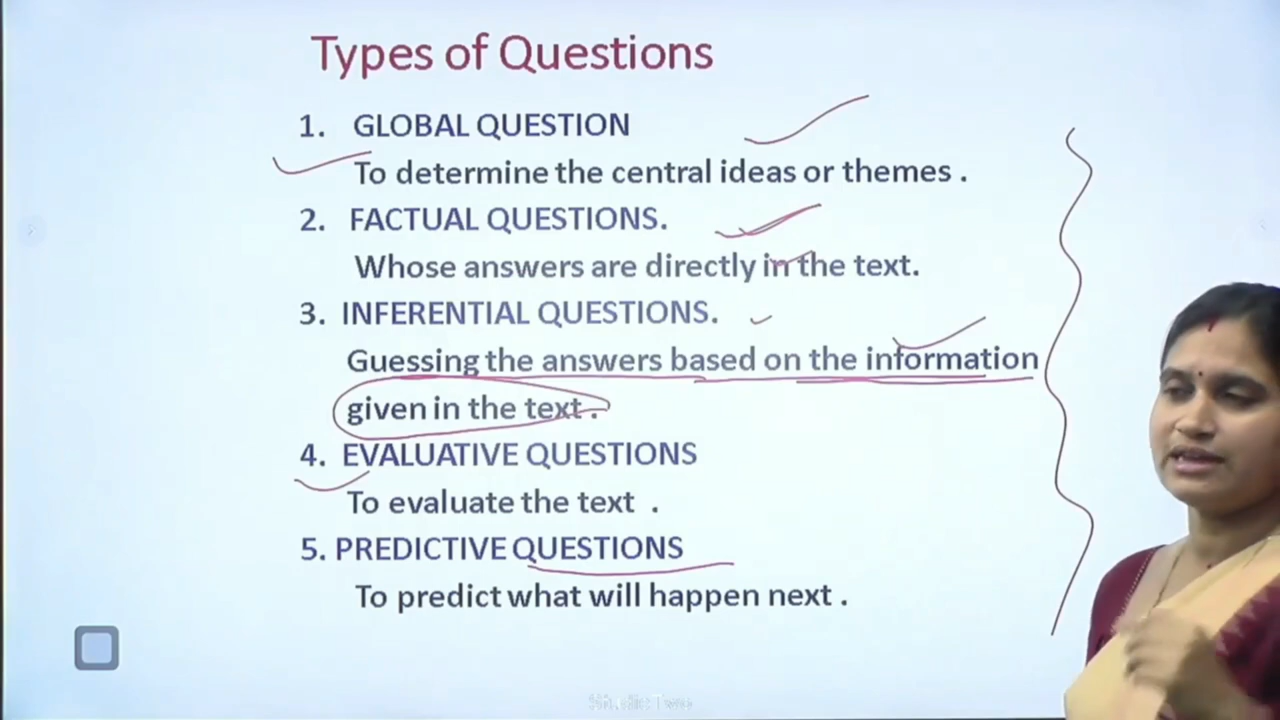 Types of Questions
1. GLOBAL QUESTION
To determine the central ideas or themes .
2. FACTUAL QUESTIONS.
Whose answers are directly in the text.
3. INFERENTIAL QUESTIONS.
Guessing the answers based on the information
given in the text .
4. EVALUATIVE QUESTIONS
To evaluate the text .
5. PREDICTIVE QUESTIONS
To predict what will happen next .